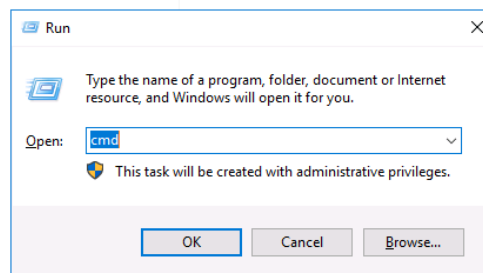 Run
Type the name of a program, folder, document or Internet
resource, and Windows will open it for you.
Open:
cmd
This task will be created with administrative privileges.
OK
Cancel
Browse...